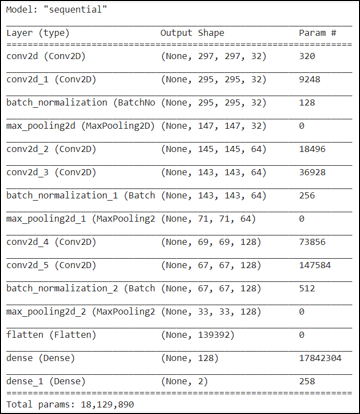 Model: "sequential"
Layer (type) Output Shape Param #
conv2d (Conv2D) (None, 297, 297, 32) 320
conv2d_1 (Conv2D) (None, 295, 295, 32) 9248
batch_normalization (BatchNo (None, 295, 295, 32) 128
max_pooling2d (MaxPooling2D) (None, 147, 147, 32) 0
conv2d_2 (Conv2D) (None, 145, 145, 64) 18496
conv2d_3 (Conv2D) (None, 143, 143, 64) 36928
batch_normalization_1 (Batch (None, 143, 143, 64) 256
max_pooling2d_1 (MaxPooling2 (None, 71, 71, 64) 0
conv2d_4 (Conv2D) (None, 69, 69, 128) 73856
conv2d_5 (Conv2D) (None, 67, 67, 128) 147584
batch_normalization_2 (Batch (None, 67, 67, 128) 512
max_pooling2d_2 (MaxPooling2 (None, 33, 33, 128) 0
flatten (Flatten) (None, 139392) 0
dense (Dense) (None, 128) 17842304
dense_1 (Dense) (None, 2) 258
Total params: 18,129,890